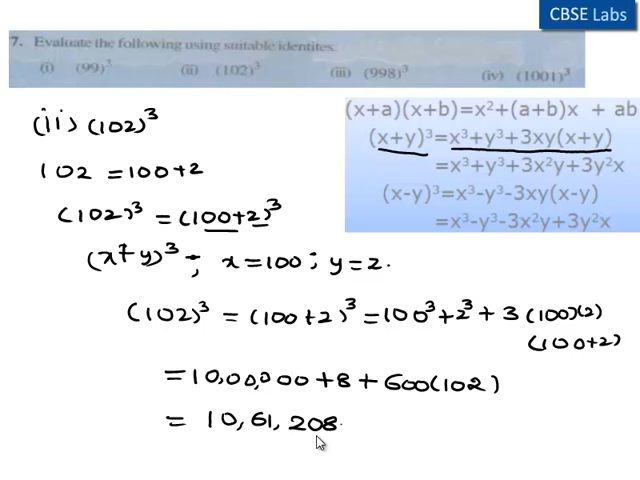 CBSE Labs
7. Evaluate the following using suitable identites.
(i) (99)³ (ii) (102)³ (iii) (998)³ (iv) (1001)³
(x+a)(x+b)=x²+(a+b)x + ab
(x+y)³=x³+y³+3xy(x+y)
=x³+y³+3x²y+3y²x
(x-y)³=x³-y³-3xy(x-y)
=x³-y³-3x²y+3y²x
(ii) (102)³
102 = 100+2
(102)³ = (100+2)³
(x+y)³ ; x=100 ; y=2.
(102)³ = (100+2)³ = 100³+2³ + 3 (100)(2)
(100+2)
= 10,00,000 + 8 + 600(102)
= 10,61,208.